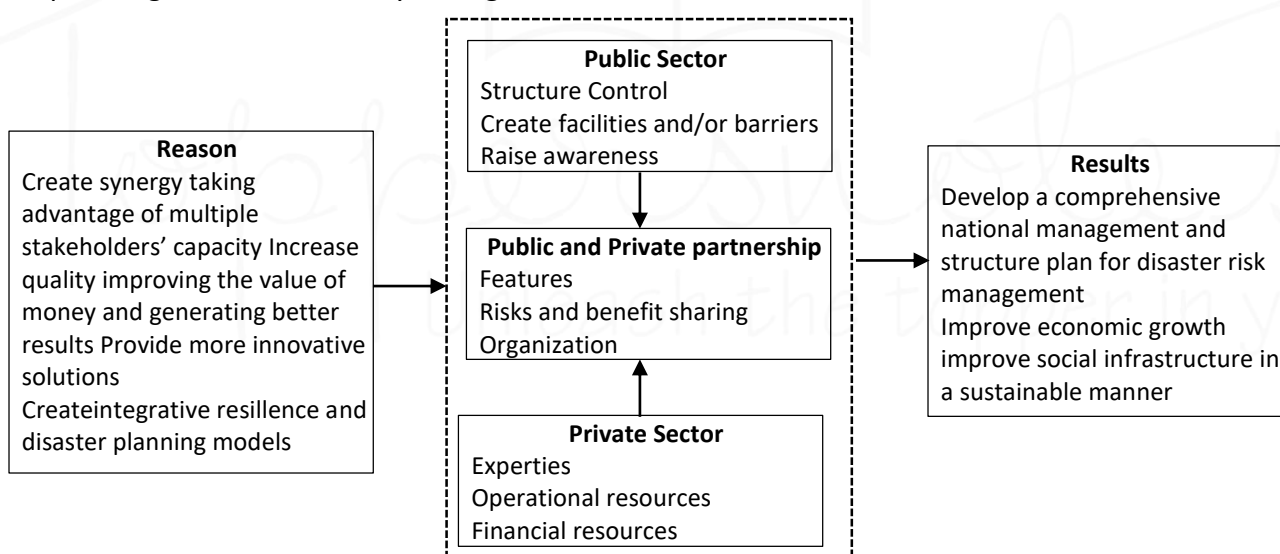 Reason
Create synergy taking
advantage of multiple
stakeholders’ capacity Increase
quality improving the value of
money and generating better
results Provide more innovative
solutions
Createintegrative resillence and
disaster planning models
Public Sector
Structure Control
Create facilities and/or barriers
Raise awareness
Public and Private partnership
Features
Risks and benefit sharing
Organization
Private Sector
Experties
Operational resources
Financial resources
Results
Develop a comprehensive
national management and
structure plan for disaster risk
management
Improve economic growth
improve social infrastructure in
a sustainable manner
Unleash the topper in y